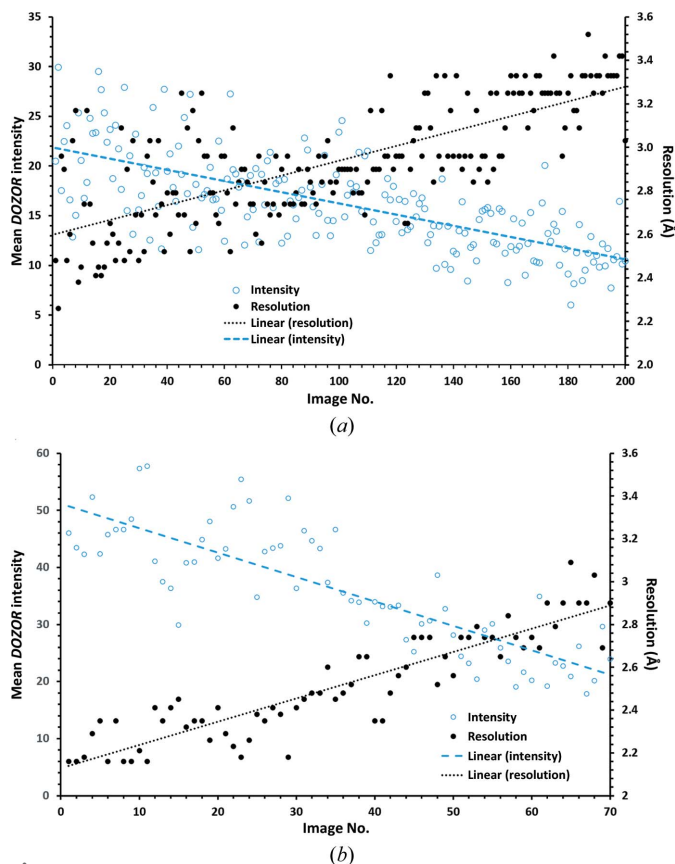 35
30
25
20
15
10
5
0
Mean DOZOR intensity
3.6
3.4
3.2
3.0
2.8
2.6
2.4
2.2
2.0
Resolution (Å)
Intensity
Resolution
Linear (resolution)
Linear (intensity)
0 20 40 60 80 100 120 140 160 180 200
Image No.
(a)
60
50
40
30
20
10
0
Mean DOZOR intensity
3.6
3.4
3.2
3
2.8
2.6
2.4
2.2
2
Resolution (Å)
Intensity
Resolution
Linear (intensity)
Linear (resolution)
0 10 20 30 40 50 60 70
Image No.
(b)